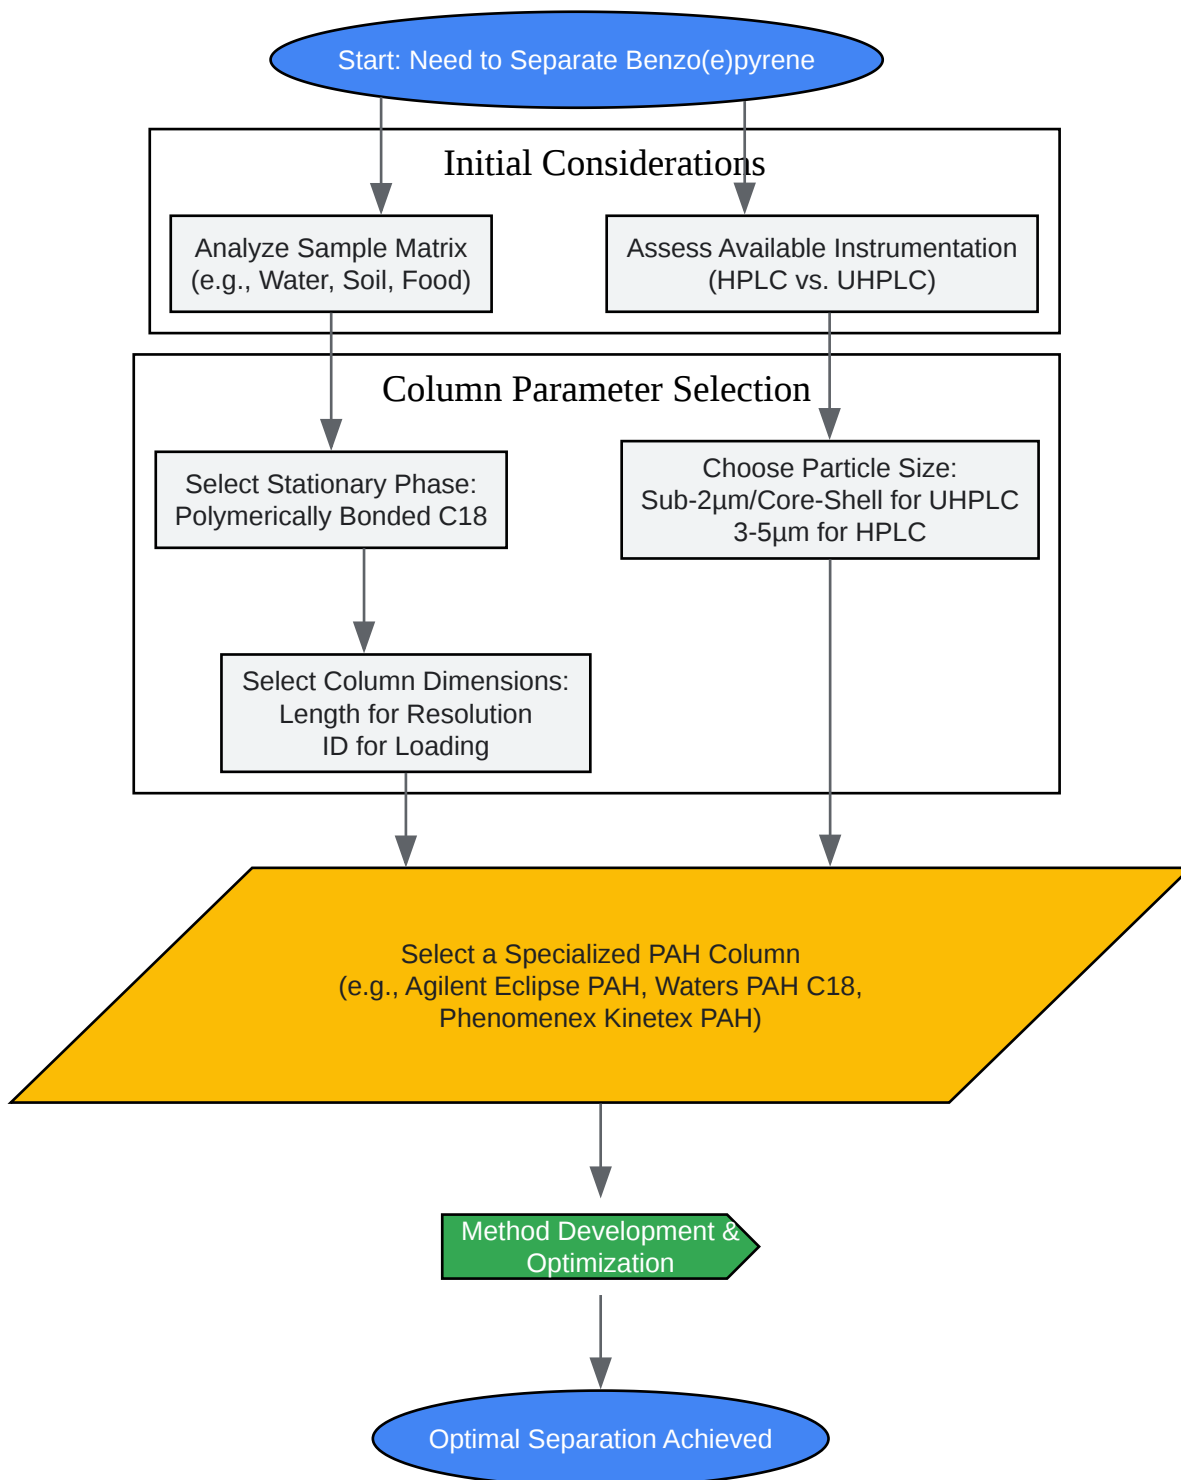 Start: Need to Separate Benzo(e)pyrene
Initial Considerations
Analyze Sample Matrix
(e.g., Water, Soil, Food)
Assess Available Instrumentation
(HPLC vs. UHPLC)
Column Parameter Selection
Select Stationary Phase:
Polymerically Bonded C18
Choose Particle Size:
Sub-2µm/Core-Shell for UHPLC
3-5µm for HPLC
Select Column Dimensions:
Length for Resolution
ID for Loading
Select a Specialized PAH Column
(e.g., Agilent Eclipse PAH, Waters PAH C18,
Phenomenex Kinetex PAH)
Method Development &
Optimization
Optimal Separation Achieved